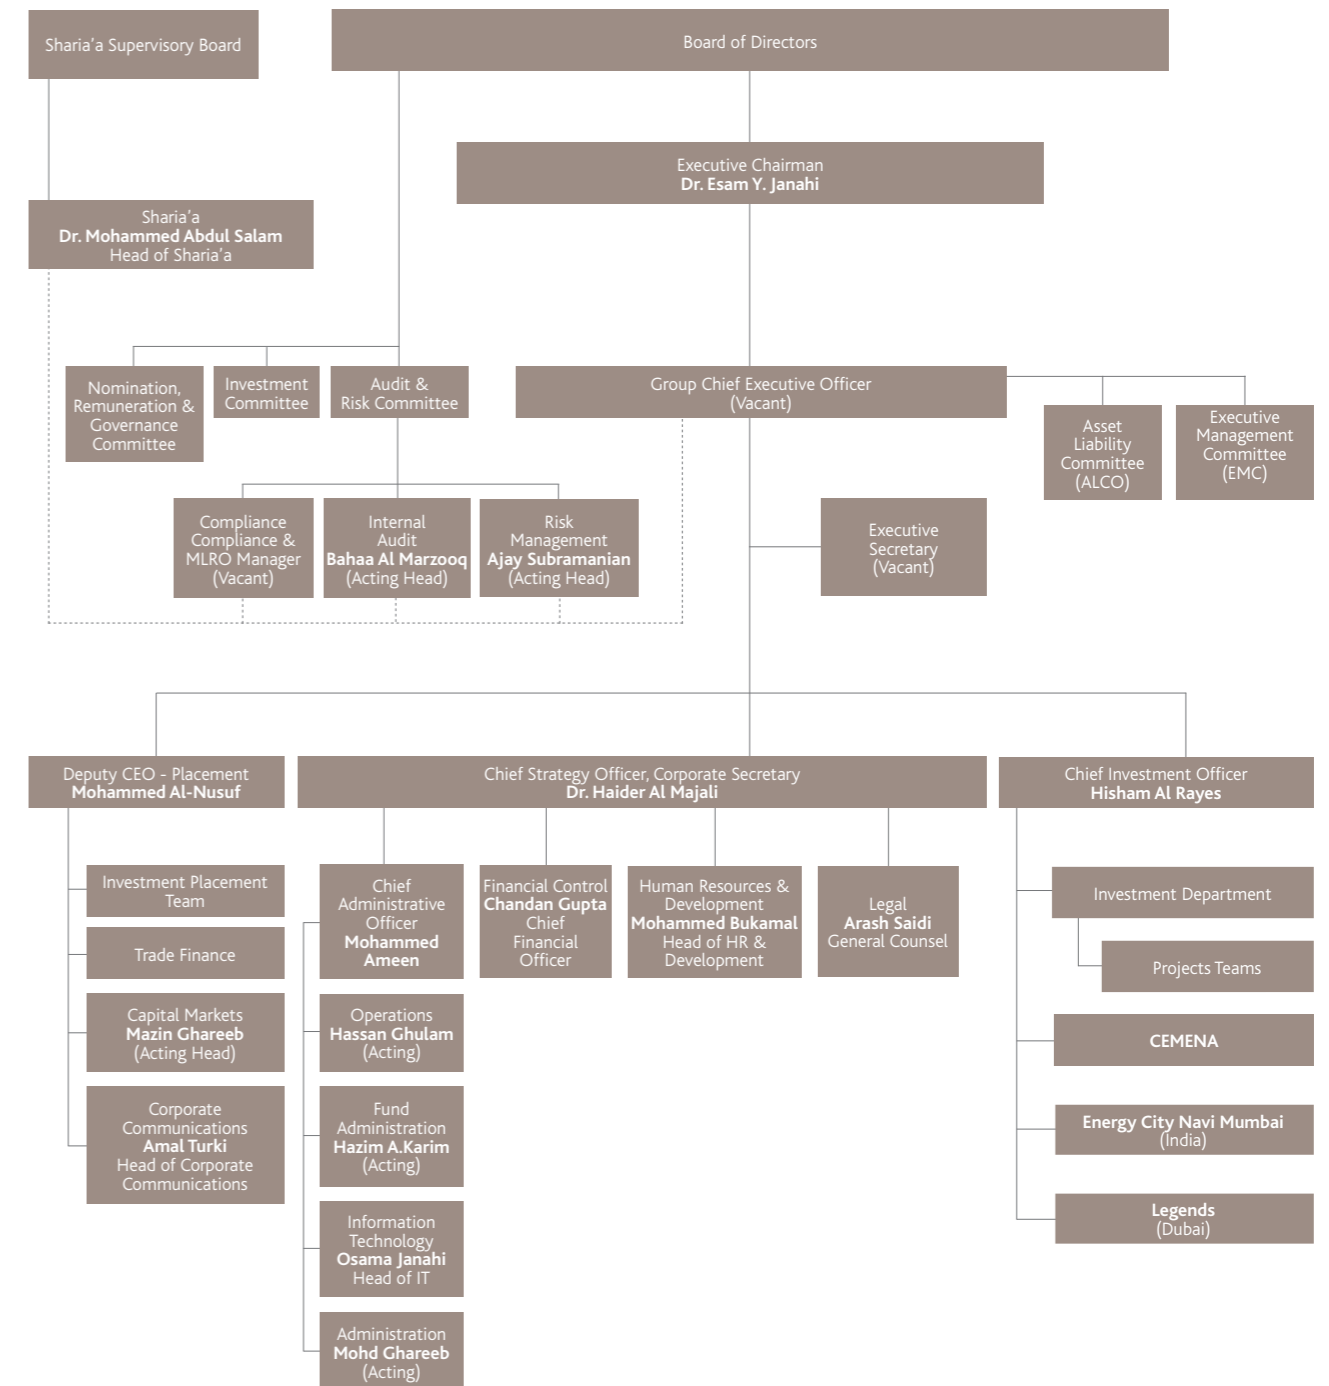 Sharia’a Supervisory Board
Board of Directors
Executive Chairman
Dr. Esam Y. Janahi
Sharia’a
Dr. Mohammed Abdul Salam
Head of Sharia’a
Nomination,
Remuneration &
Governance
Committee
Investment
Committee
Audit &
Risk Committee
Group Chief Executive Officer
(Vacant)
Asset
Liability
Committee
(ALCO)
Executive
Management
Committee
(EMC)
Compliance
Compliance &
MLRO Manager
(Vacant)
Internal
Audit
Bahaa Al Marzooq
(Acting Head)
Risk
Management
Ajay Subramanian
(Acting Head)
Executive
Secretary
(Vacant)
Deputy CEO - Placement
Mohammed Al-Nusuf
Chief Strategy Officer, Corporate Secretary
Dr. Haider Al Majali
Chief Investment Officer
Hisham Al Rayes
Investment Placement
Team
Trade Finance
Capital Markets
Mazin Ghareeb
(Acting Head)
Corporate
Communications
Amal Turki
Head of Corporate
Communications
Chief
Administrative
Officer
Mohammed
Ameen
Operations
Hassan Ghulam
(Acting)
Fund
Administration
Hazim A.Karim
(Acting)
Information
Technology
Osama Janahi
Head of IT
Administration
Mohd Ghareeb
(Acting)
Financial Control
Chandan Gupta
Chief
Financial
Officer
Human Resources &
Development
Mohammed Bukamal
Head of HR &
Development
Legal
Arash Saidi
General Counsel
Investment Department
Projects Teams
CEMENA
Energy City Navi Mumbai
(India)
Legends
(Dubai)